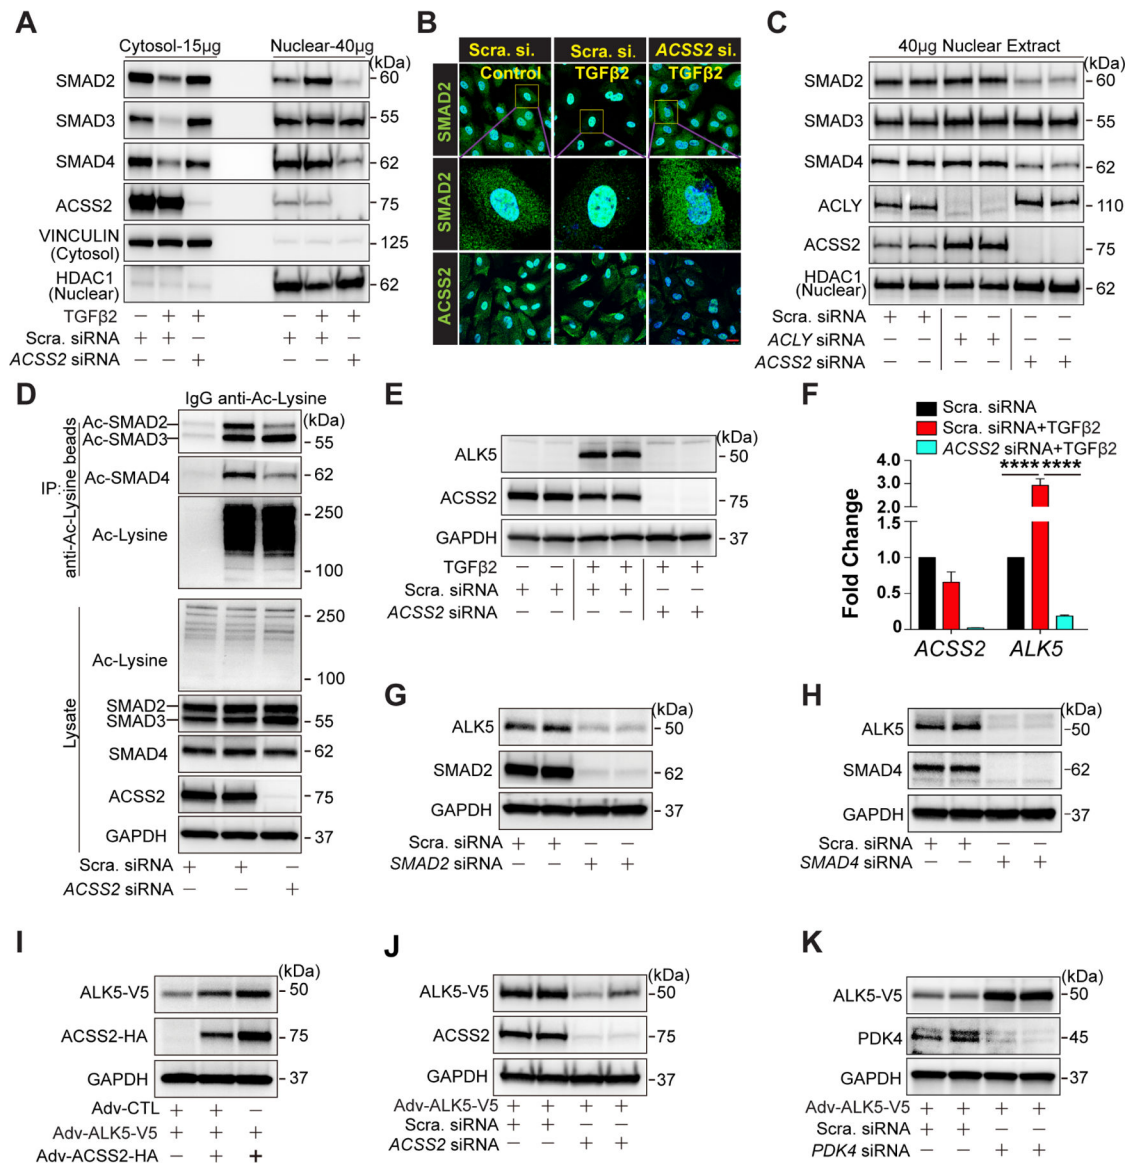 A
Cytosol-15µg Nuclear-40µg
(kDa)
SMAD2 60
SMAD3 55
SMAD4 62
ACSS2 75
VINCULIN
(Cytosol) 125
HDAC1
(Nuclear) 62
TGFβ2 − + + − + +
Scra. siRNA + + − + + −
ACSS2 siRNA − − + − − +
B
Scra. si. Scra. si. ACSS2 si.
Control TGFβ2 TGFβ2
SMAD2
SMAD2
ACSS2
C
40µg Nuclear Extract
(kDa)
SMAD2 60
SMAD3 55
SMAD4 62
ACLY 110
ACSS2 75
HDAC1
(Nuclear) 62
Scra. siRNA + + − − − −
ACLY siRNA − − + + − −
ACSS2 siRNA − − − − + +
D
IgG anti-Ac-Lysine
(kDa)
IP:
anti-Ac-Lysine beads
Ac-SMAD2
Ac-SMAD3 55
Ac-SMAD4 62
Ac-Lysine 250
100
Lysate
Ac-Lysine 250
100
SMAD2
SMAD3 55
SMAD4 62
ACSS2 75
GAPDH 37
Scra. siRNA + + −
ACSS2 siRNA − − +
E
(kDa)
ALK5 50
ACSS2 75
GAPDH 37
TGFβ2 − − + + + +
Scra. siRNA + + + + − −
ACSS2 siRNA − − − − + +
F
Scra. siRNA
Scra. siRNA+TGFβ2
ACSS2 siRNA+TGFβ2
**** ****
Fold Change
4.0
3.0
2.0
1.5
1.0
0.5
0
ACSS2 ALK5
G
(kDa)
ALK5 50
SMAD2 62
GAPDH 37
Scra. siRNA + + − −
SMAD2 siRNA − − + +
H
(kDa)
ALK5 50
SMAD4 62
GAPDH 37
Scra. siRNA + + − −
SMAD4 siRNA − − + +
I
(kDa)
ALK5-V5 50
ACSS2-HA 75
GAPDH 37
Adv-CTL + + −
Adv-ALK5-V5 + + +
Adv-ACSS2-HA − + +
J
(kDa)
ALK5-V5 50
ACSS2 75
GAPDH 37
Adv-ALK5-V5 + + + +
Scra. siRNA + + − −
ACSS2 siRNA − − + +
K
(kDa)
ALK5-V5 50
PDK4 45
GAPDH 37
Adv-ALK5-V5 + + + +
Scra. siRNA + + − −
PDK4 siRNA − − + +